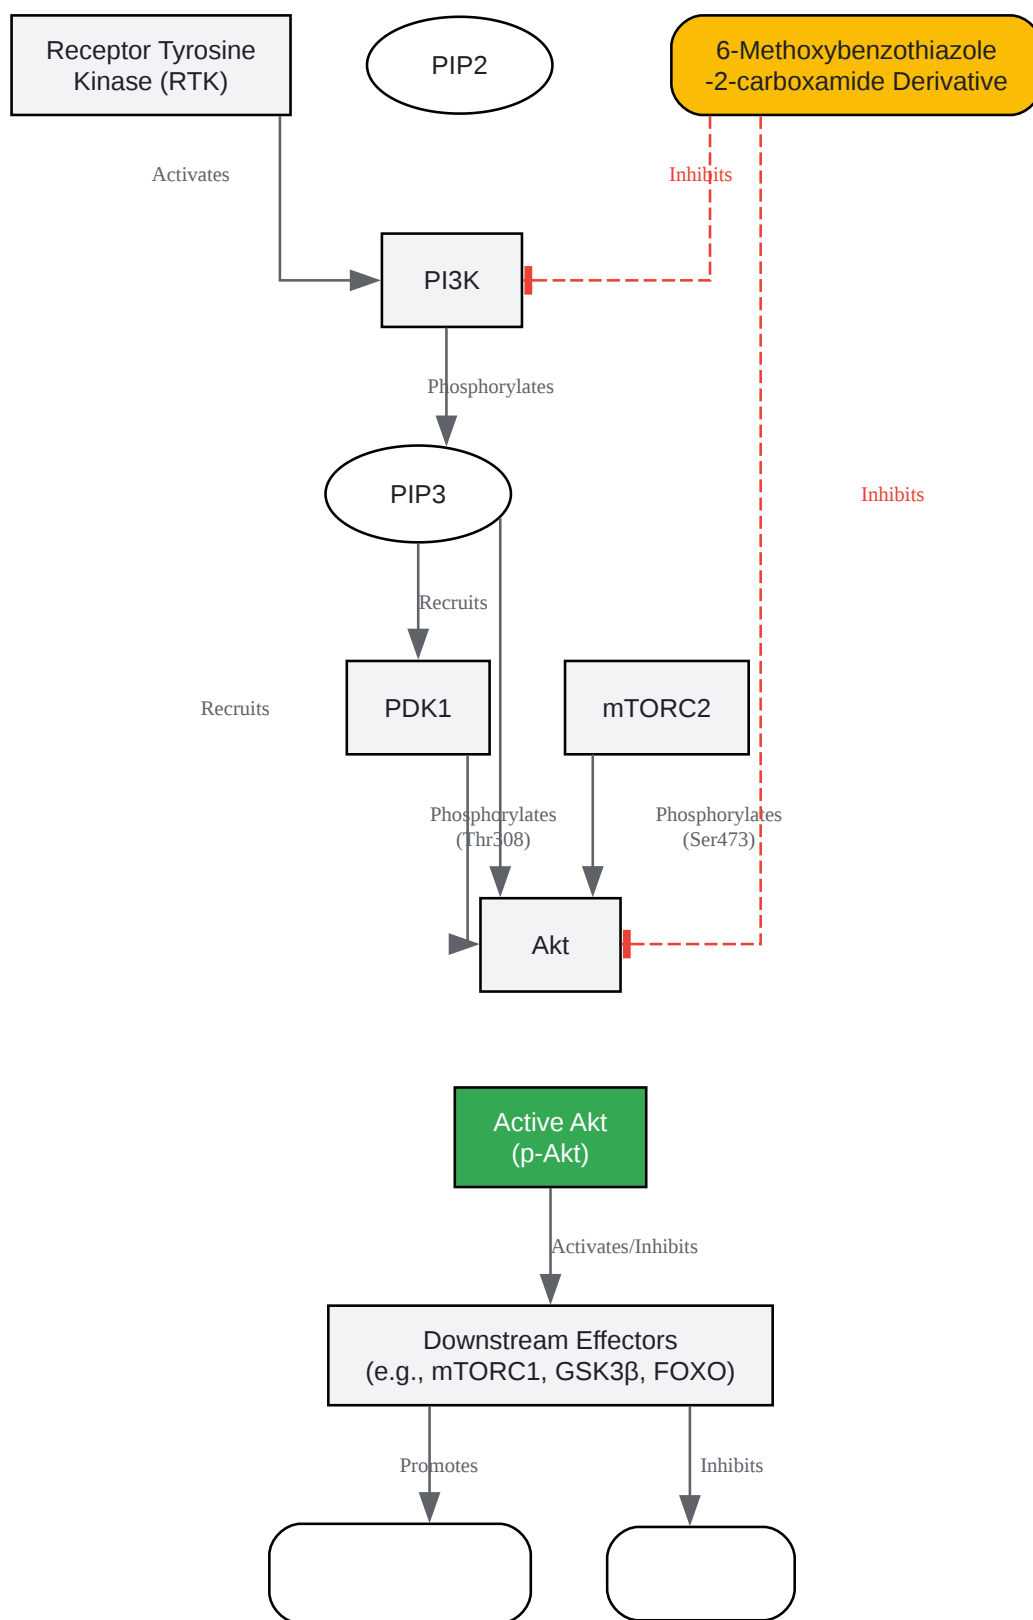 Receptor Tyrosine
Kinase (RTK)
PIP2
6-Methoxybenzothiazole
-2-carboxamide Derivative
Activates
Inhibits
PI3K
Phosphorylates
PIP3
Inhibits
Recruits
Recruits
PDK1
mTORC2
Phosphorylates
(Thr308)
Phosphorylates
(Ser473)
Akt
Active Akt
(p-Akt)
Activates/Inhibits
Downstream Effectors
(e.g., mTORC1, GSK3β, FOXO)
Promotes
Inhibits